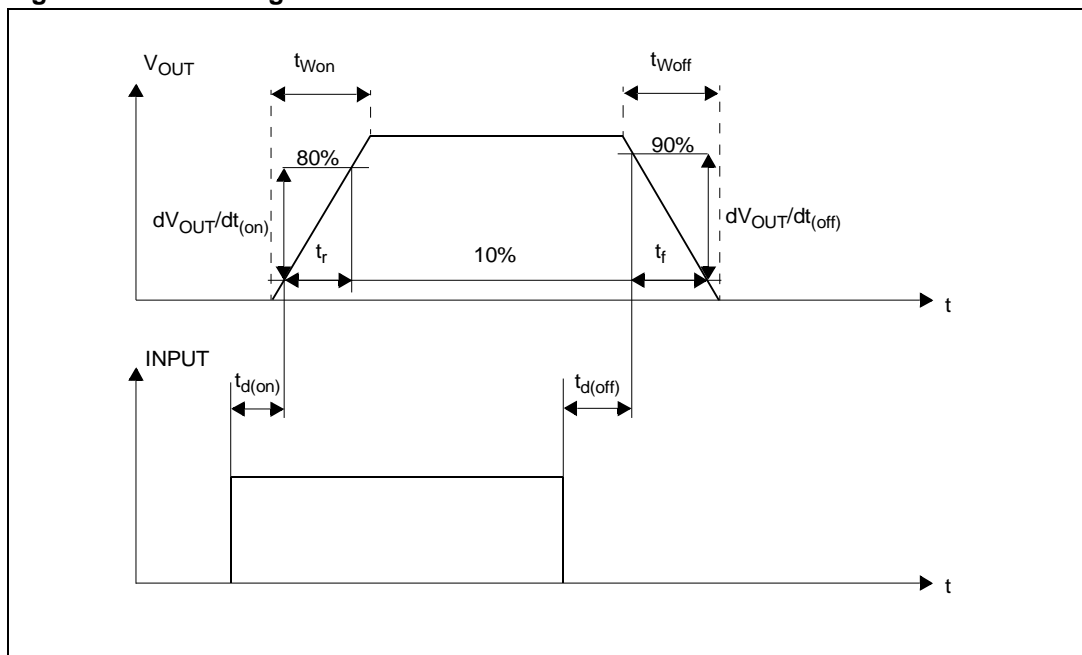 V_OUT
t_Won
t_Woff
80%
90%
dV_OUT/dt_(on)
dV_OUT/dt_(off)
t_r
10%
t_f
t
INPUT
t_d(on)
t_d(off)
t